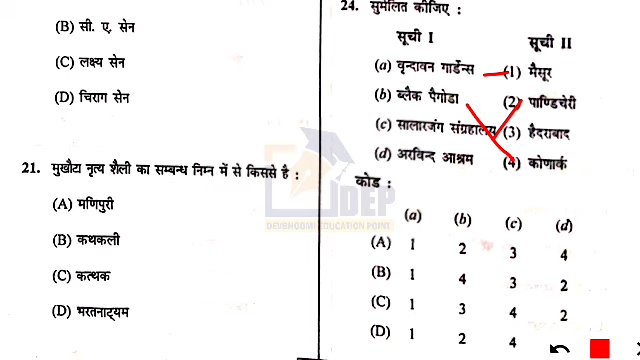 (B) सी. ए. सेन
(C) लक्ष्य सेन
(D) चिराग सेन
21. मुखौटा नृत्य शैली का सम्बन्ध निम्न में से किससे है :
(A) मणिपुरी
(B) कथकली
(C) कत्थक
(D) भरतनाट्यम
24. सुमेलित कीजिए :
सूची I सूची II
(a) वृन्दावन गार्डेन्स (1) मैसूर
(b) ब्लैक पैगोडा (2) पाण्डिचेरी
(c) सालारजंग संग्रहालय (3) हैदराबाद
(d) अरविन्द आश्रम (4) कोणार्क
कोड :
(a) (b) (c) (d)
(A) 1 2 3 4
(B) 1 4 3 2
(C) 1 3 4 2
(D) 1 2 4
DEP
DEVBHOOMI EDUCATION POINT